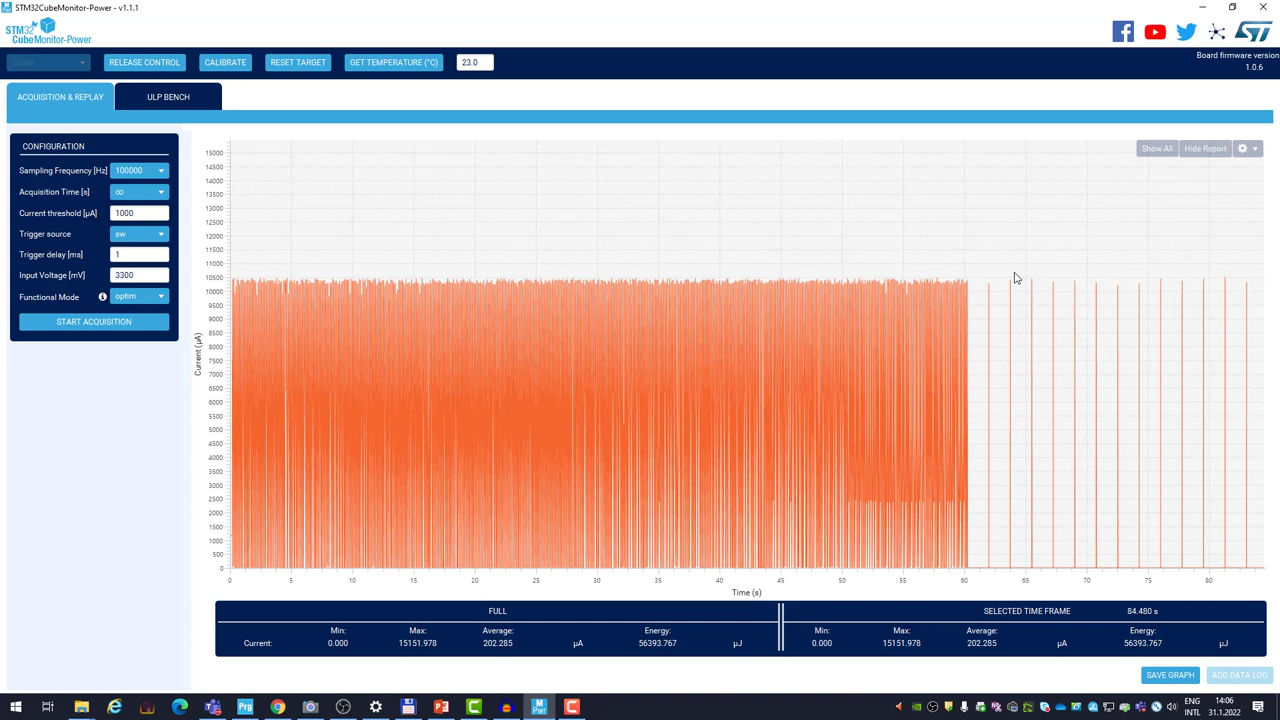 STM32CubeMonitor-Power - v1.1.1
STM32
CubeMonitor-Power
RELEASE CONTROL
CALIBRATE
RESET TARGET
GET TEMPERATURE (°C)
23.0
Board firmware version
1.0.6
ACQUISITION & REPLAY
ULP BENCH
CONFIGURATION
Sampling Frequency [Hz] 100000
Acquisition Time [s] ∞
Current threshold [µA] 1000
Trigger source sw
Trigger delay [ms] 1
Input Voltage [mV] 3300
Functional Mode optim
START ACQUISITION
Show All
Hide Report
15000
14500
14000
13500
13000
12500
12000
11500
11000
10500
10000
9500
9000
8500
8000
7500
7000
6500
6000
5500
5000
4500
4000
3500
3000
2500
2000
1500
1000
500
0
Current (µA)
0 5 10 15 20 25 30 35 40 45 50 55 60 65 70 75 80
Time (s)
FULL
Min: Max: Average: Energy:
Current: 0.000 15151.978 202.285 µA 56393.767 µJ
SELECTED TIME FRAME 84.480 s
Min: Max: Average: Energy:
0.000 15151.978 202.285 µA 56393.767 µJ
SAVE GRAPH
ADD DATA LOG
Prg
Mpwr
ENG
INTL
14:06
31.1.2022